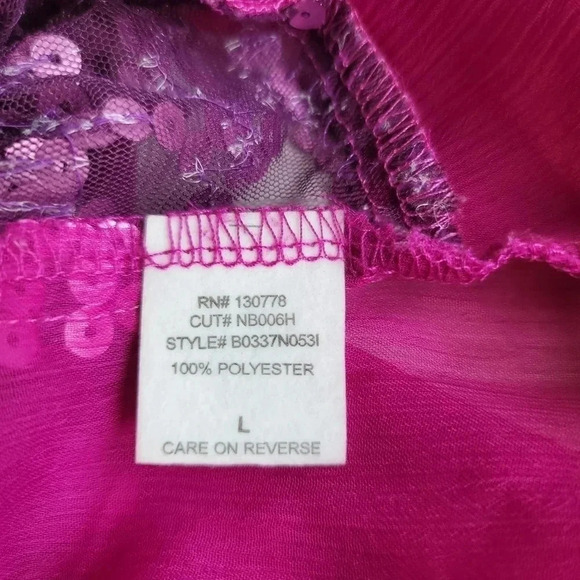 RN# 130778
CUT# NB006H
STYLE# B0337N053I
100% POLYESTER
L
CARE ON REVERSE